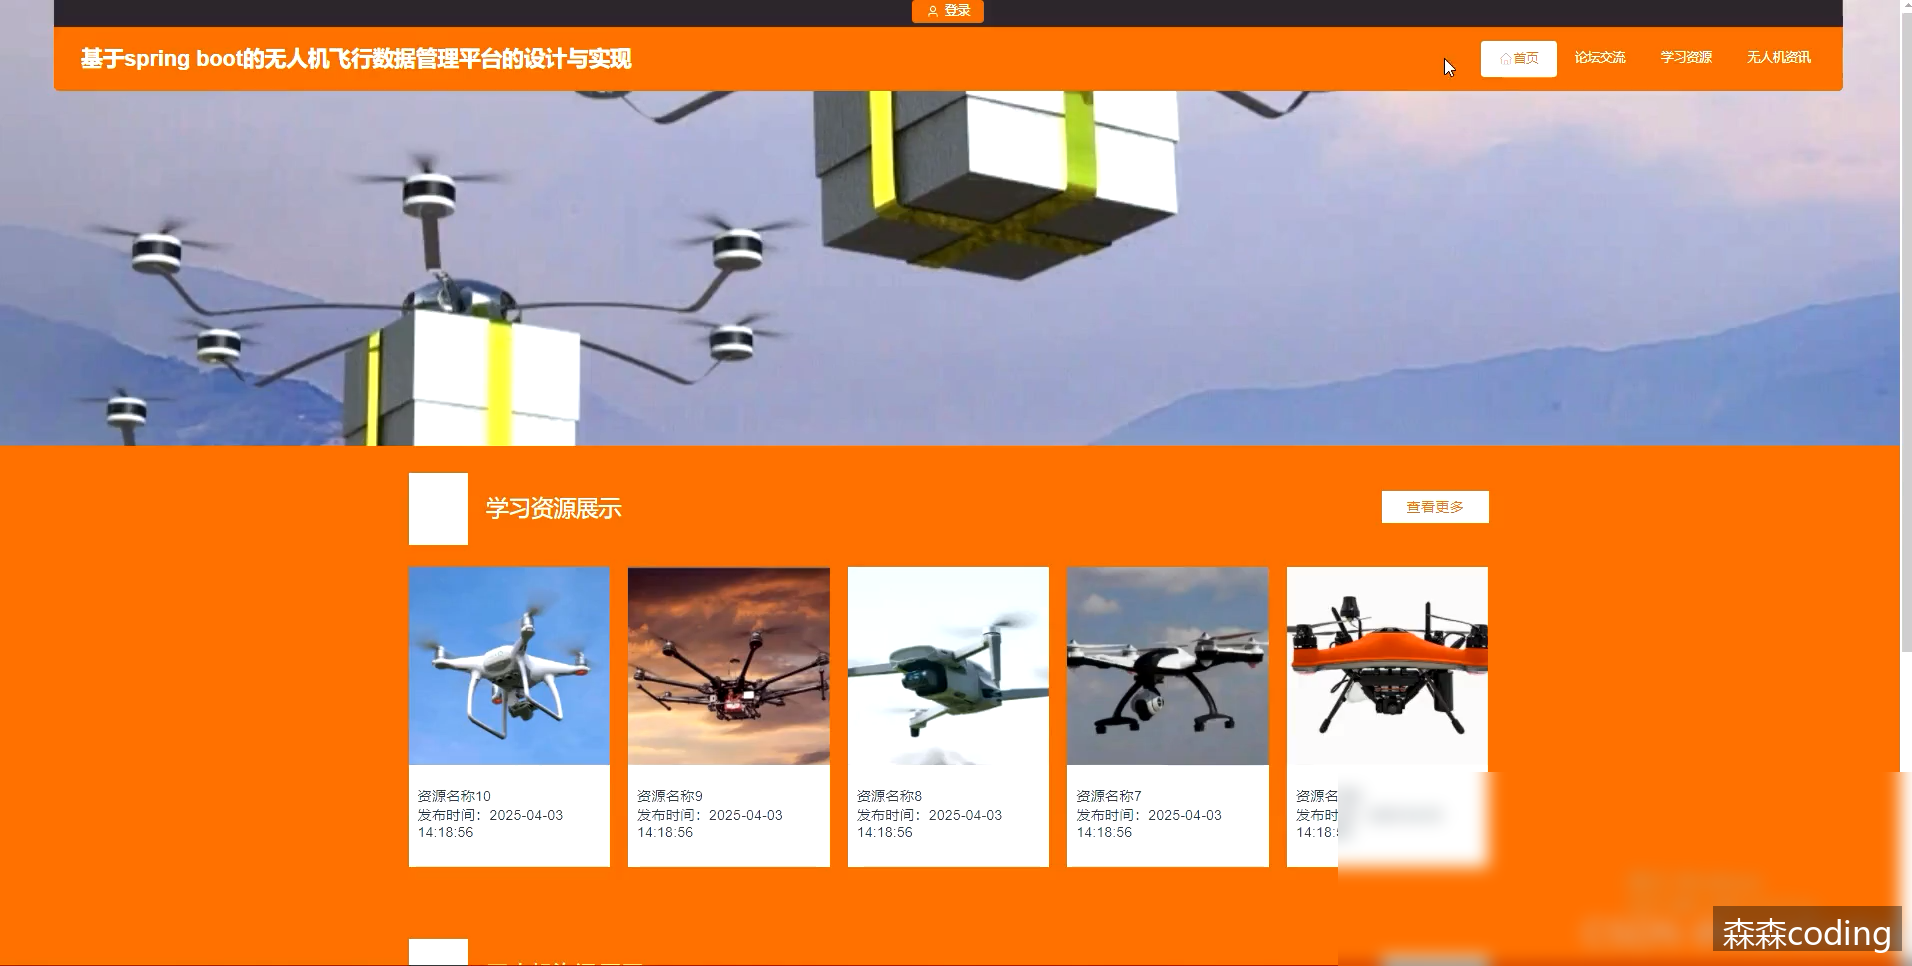 登录
基于spring boot的无人机飞行数据管理平台的设计与实现
首页
论坛交流
学习资源
无人机资讯
学习资源展示
查看更多
资源名称10
发布时间：2025-04-03
14:18:56
资源名称9
发布时间：2025-04-03
14:18:56
资源名称8
发布时间：2025-04-03
14:18:56
资源名称7
发布时间：2025-04-03
14:18:56
资源名
发布时
14:18:
森森coding